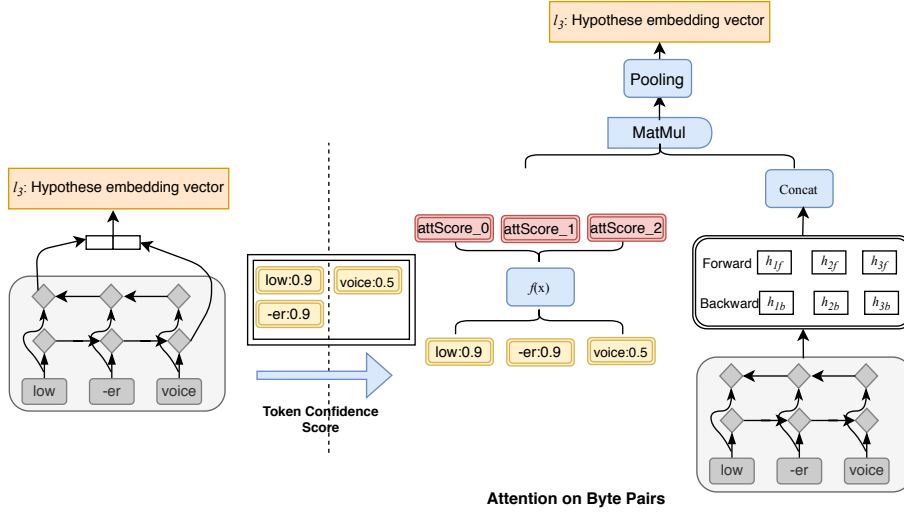 l3: Hypothese embedding vector
low
-er
voice
low:0.9
voice:0.5
-er:0.9
Token Confidence
Score
l3: Hypothese embedding vector
Pooling
MatMul
Concat
attScore_0
attScore_1
attScore_2
f(x)
low:0.9
-er:0.9
voice:0.5
Forward
h1f
h2f
h3f
Backward
h1b
h2b
h3b
low
-er
voice
Attention on Byte Pairs